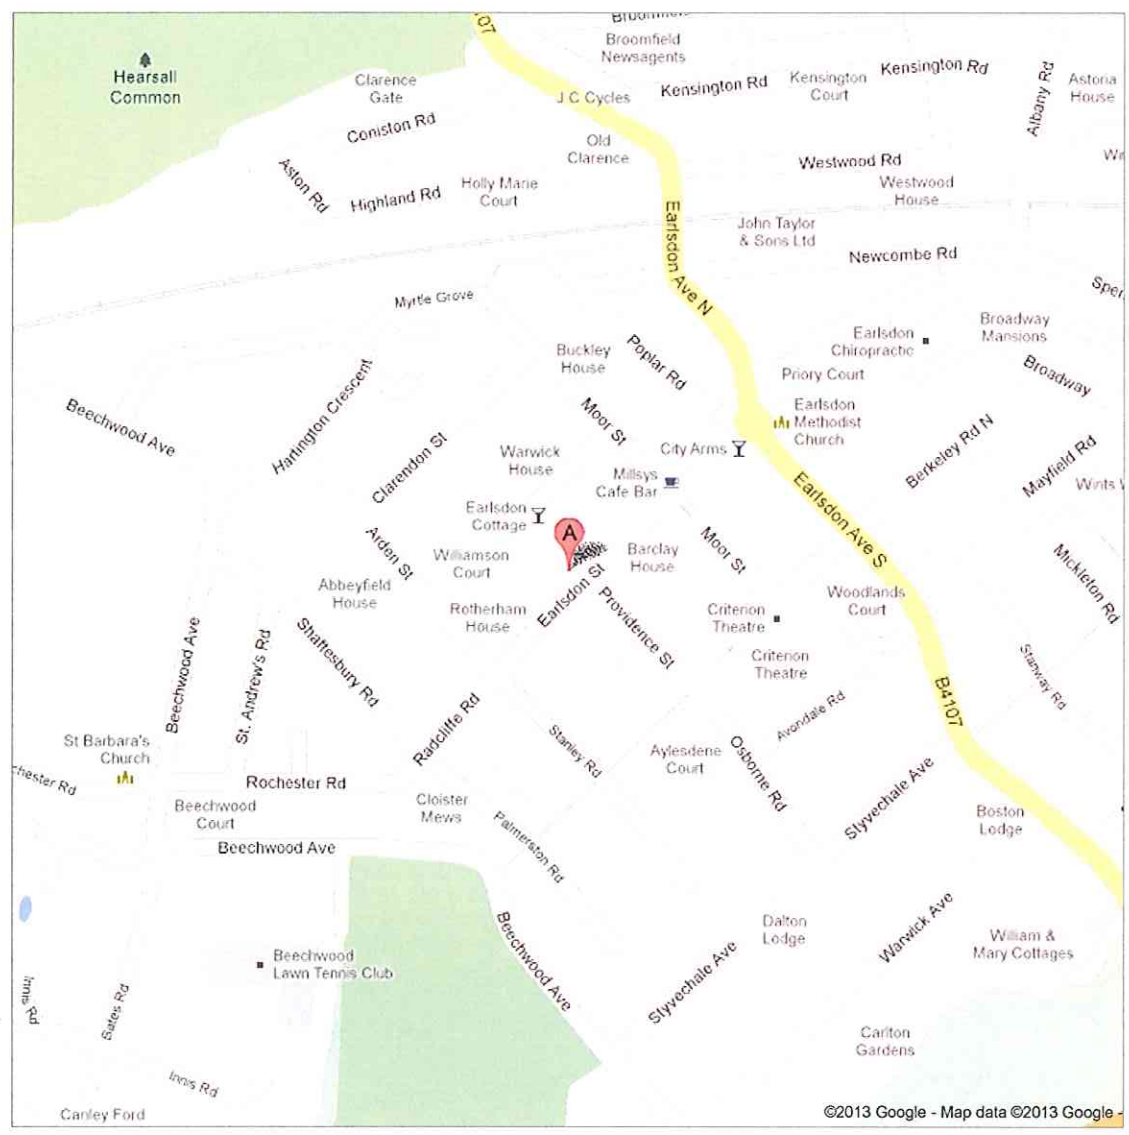 107
Hearsall
Common
Clarence
Gate
Coniston Rd
Aston Rd
Highland Rd
Holly Marie
Court
Broomfield
Newsagents
J C Cycles
Old
Clarence
Kensington Rd
Kensington
Court
Kensington Rd
Albany Rd
Astoria
House
Westwood Rd
Westwood
House
Earlsdon Ave N
John Taylor
& Sons Ltd
Newcombe Rd
Myrtle Grove
Buckley
House
Poplar Rd
Earlsdon
Chiropractic
Broadway
Mansions
Broadway
Priory Court
Beechwood Ave
Harlington Crescent
Moor St
Earlsdon
Methodist
Church
City Arms
Berkeley Rd N
Mayfield Rd
Clarendon St
Warwick
House
Millsys
Cafe Bar
Wints
Earlsdon
Cottage
Earlsdon Ave S
A
Arden St
Williamson
Court
Barclay
House
Moor St
Mickleton Rd
Abbeyfield
House
Earlsdon St
Rotherham
House
Providence St
Criterion
Theatre
Woodlands
Court
Beechwood Ave
St. Andrew's Rd
Shaftesbury Rd
Criterion
Theatre
Stanway Rd
B4107
Radcliffe Rd
Stanley Rd
Avondale Rd
St Barbara's
Church
Aylesdene
Court
Osborne Rd
chester Rd
Rochester Rd
Styvechale Ave
Beechwood
Court
Cloister
Mews
Boston
Lodge
Palmerston Rd
Beechwood Ave
Beechwood Ave
Dalton
Lodge
Warwick Ave
William &
Mary Cottages
Beechwood
Lawn Tennis Club
Styvechale Ave
Innis Rd
Bates Rd
Carlton
Gardens
Innis Rd
Canley Ford
©2013 Google - Map data ©2013 Google -